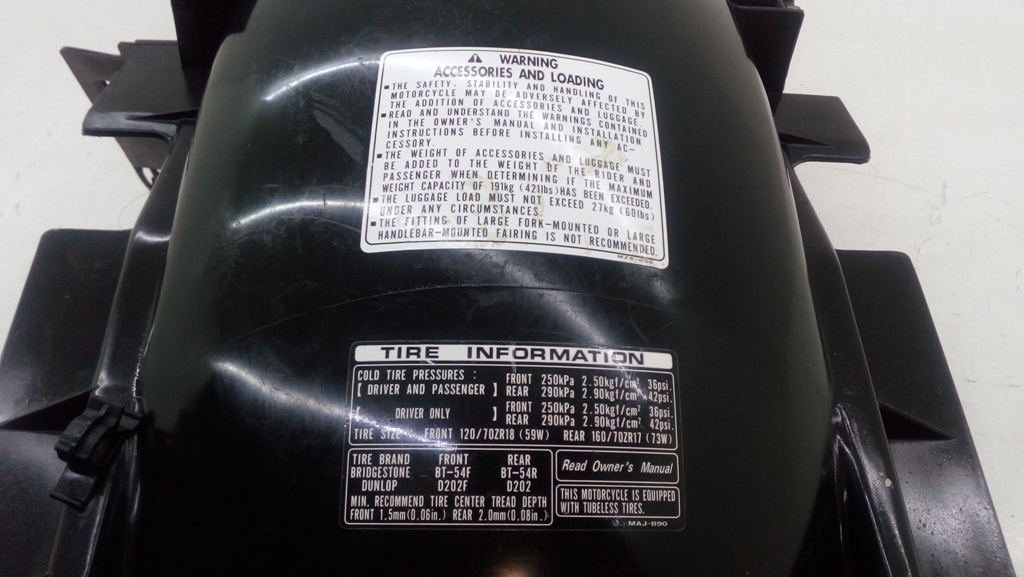 WARNING
ACCESSORIES AND LOADING
■ THE SAFETY, STABILITY AND HANDLING OF THIS
MOTORCYCLE MAY BE ADVERSELY AFFECTED BY
THE ADDITION OF ACCESSORIES AND LUGGAGE.
■ READ AND UNDERSTAND THE WARNINGS CONTAINED
IN THE OWNER'S MANUAL AND INSTALLATION
INSTRUCTIONS BEFORE INSTALLING ANY AC-
CESSORY.
■ THE WEIGHT OF ACCESSORIES AND LUGGAGE MUST
BE ADDED TO THE WEIGHT OF THE RIDER AND
PASSENGER WHEN DETERMINING IF THE MAXIMUM
WEIGHT CAPACITY OF 191kg (421lbs) HAS BEEN EXCEEDED.
■ THE LUGGAGE LOAD MUST NOT EXCEED 27kg (60lbs)
UNDER ANY CIRCUMSTANCES.
■ THE FITTING OF LARGE FORK-MOUNTED OR LARGE
HANDLEBAR-MOUNTED FAIRING IS NOT RECOMMENDED.
TIRE INFORMATION
COLD TIRE PRESSURES :
[ DRIVER AND PASSENGER ] FRONT 250kPa 2.50kgf/cm² 36psi.
REAR 290kPa 2.90kgf/cm² 42psi.
[ DRIVER ONLY ] FRONT 250kPa 2.50kgf/cm² 36psi.
REAR 290kPa 2.90kgf/cm² 42psi.
TIRE SIZE FRONT 120/70ZR18 (59W) REAR 160/70ZR17 (73W)
TIRE BRAND FRONT REAR
BRIDGESTONE BT-54F BT-54R
DUNLOP D202F D202
MIN. RECOMMEND TIRE CENTER TREAD DEPTH
FRONT 1.5mm(0.06in.) REAR 2.0mm(0.08in.)
Read Owner's Manual
THIS MOTORCYCLE IS EQUIPPED
WITH TUBELESS TIRES.
MAJ-B90